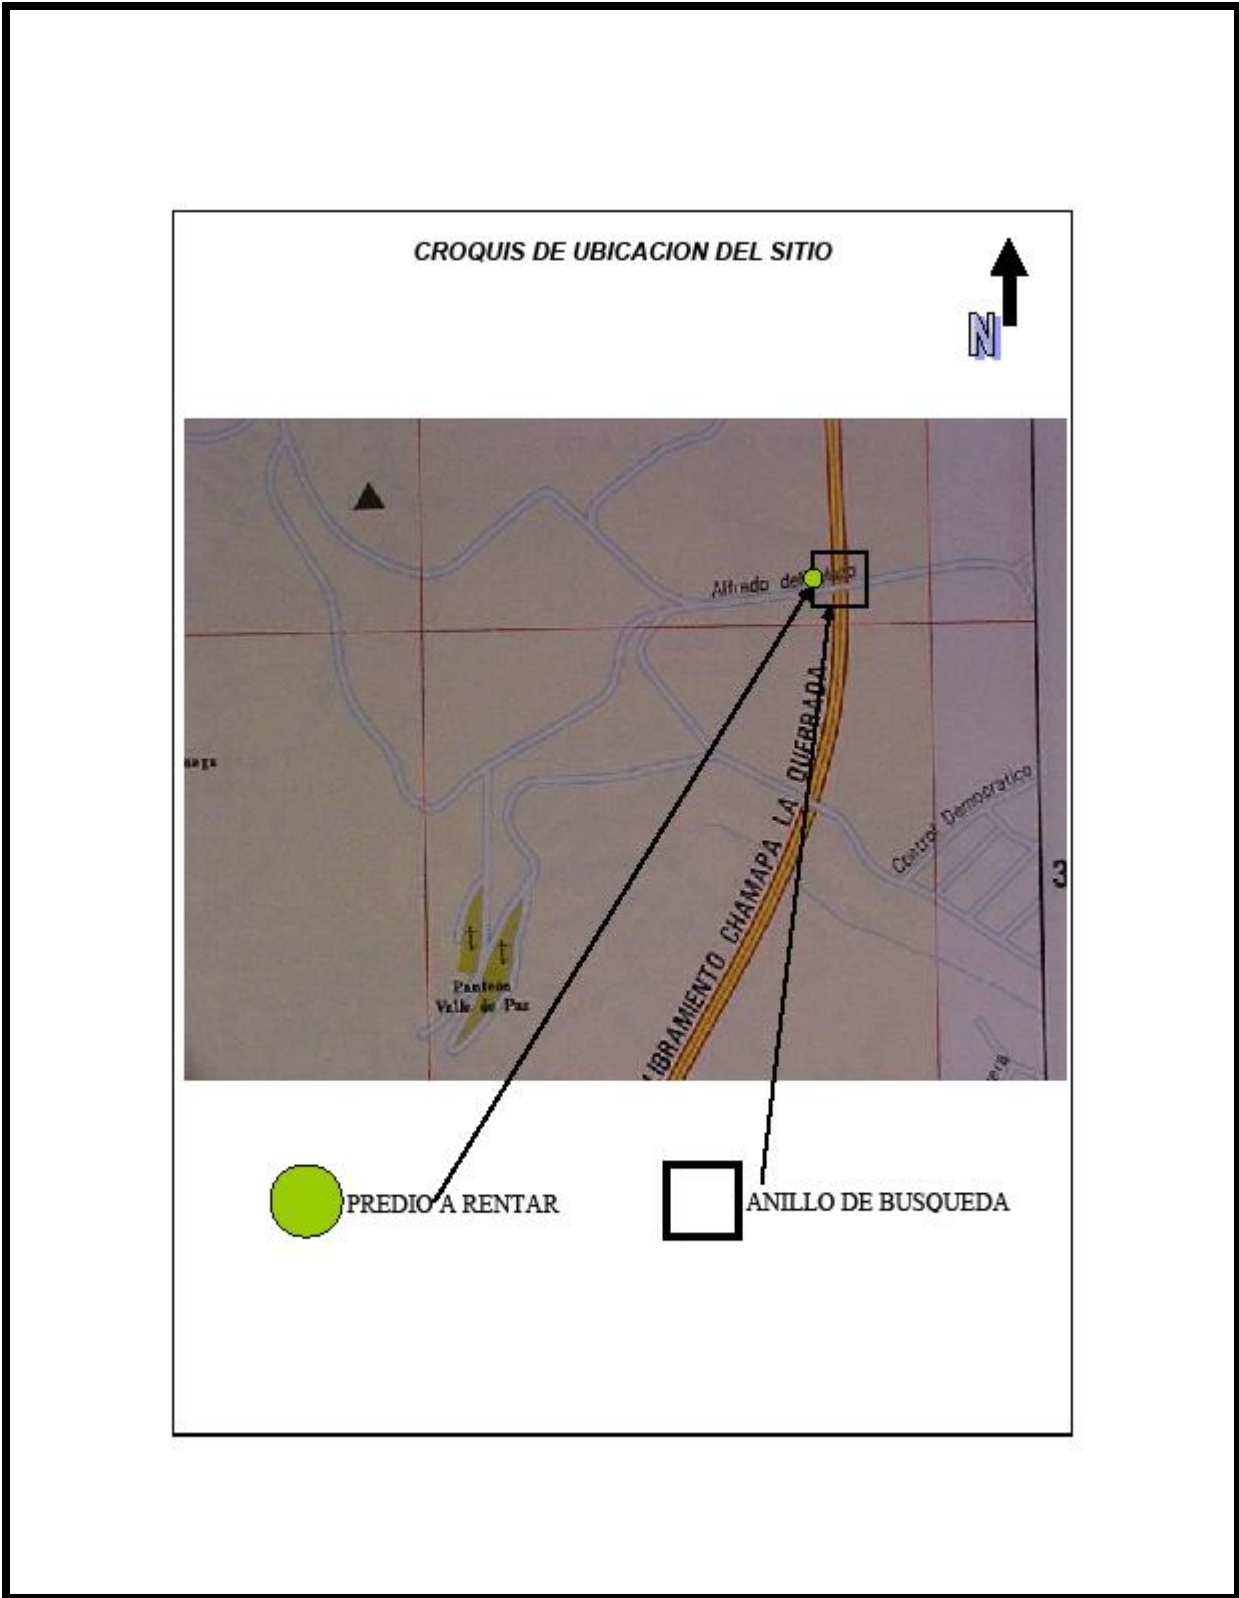 CROQUIS DE UBICACION DEL SITIO
N
Alfredo del
LIBRAMIENTO CHAMAPA LA QUEBRADA
Control Democratico
3
Panteon
Valle de Paz
PREDIO A RENTAR
ANILLO DE BUSQUEDA